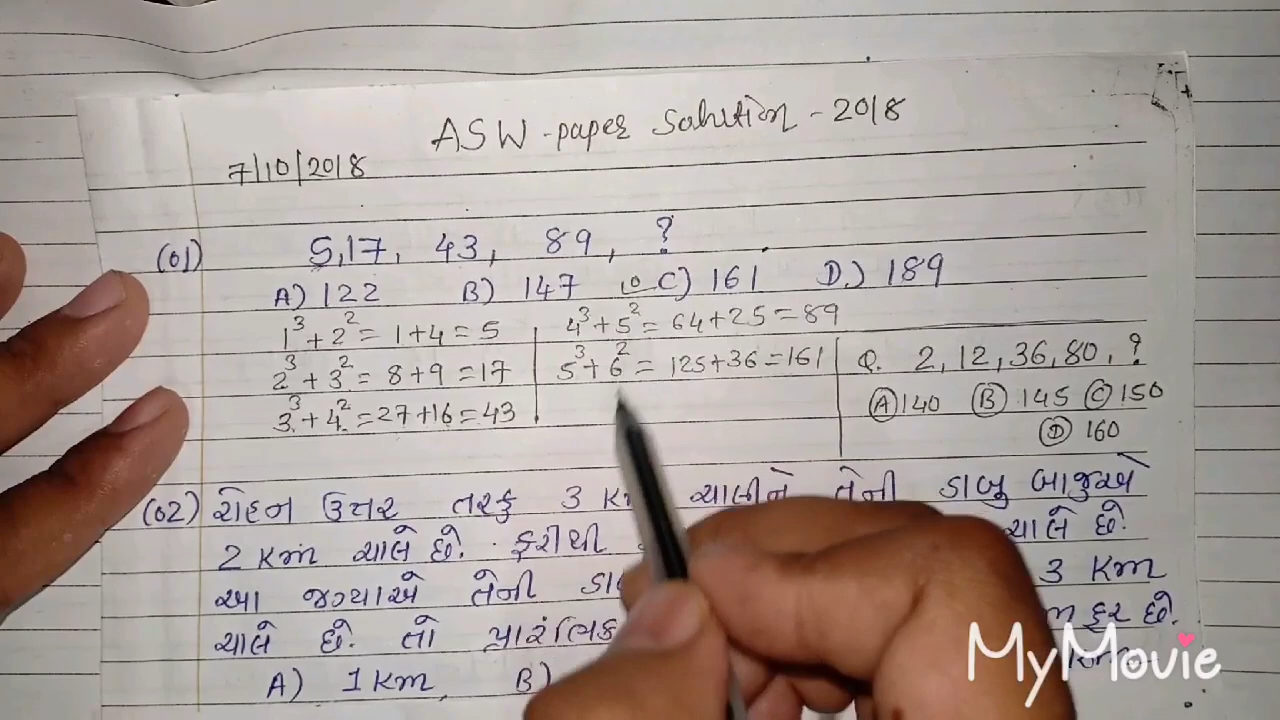 ASW-paper Solution-2018
7/10/2018
(01) 5,17, 43, 89, ?
A) 122 B) 147 C) 161 D.) 189
1³+2²=1+4=5
2³+3²=8+9=17
3³+4²=27+16=43
4³+5²=64+25=89
5³+6²=125+36=161
Q. 2,12,36,80,?
(A)140 (B)145 (C)150
(D)160
(02) રોહન ઉત્તર તરફ 3 Km ચાલીને તેની ડાબુ બાજુએ
2 Km ચાલે છે. ફરીથી ચાલે છે.
આ જગ્યાએ તેની 3 Km
ચાલે છે. તો પ્રારંભિક દુર છે.
A) 1 Km, B)
MyMovie